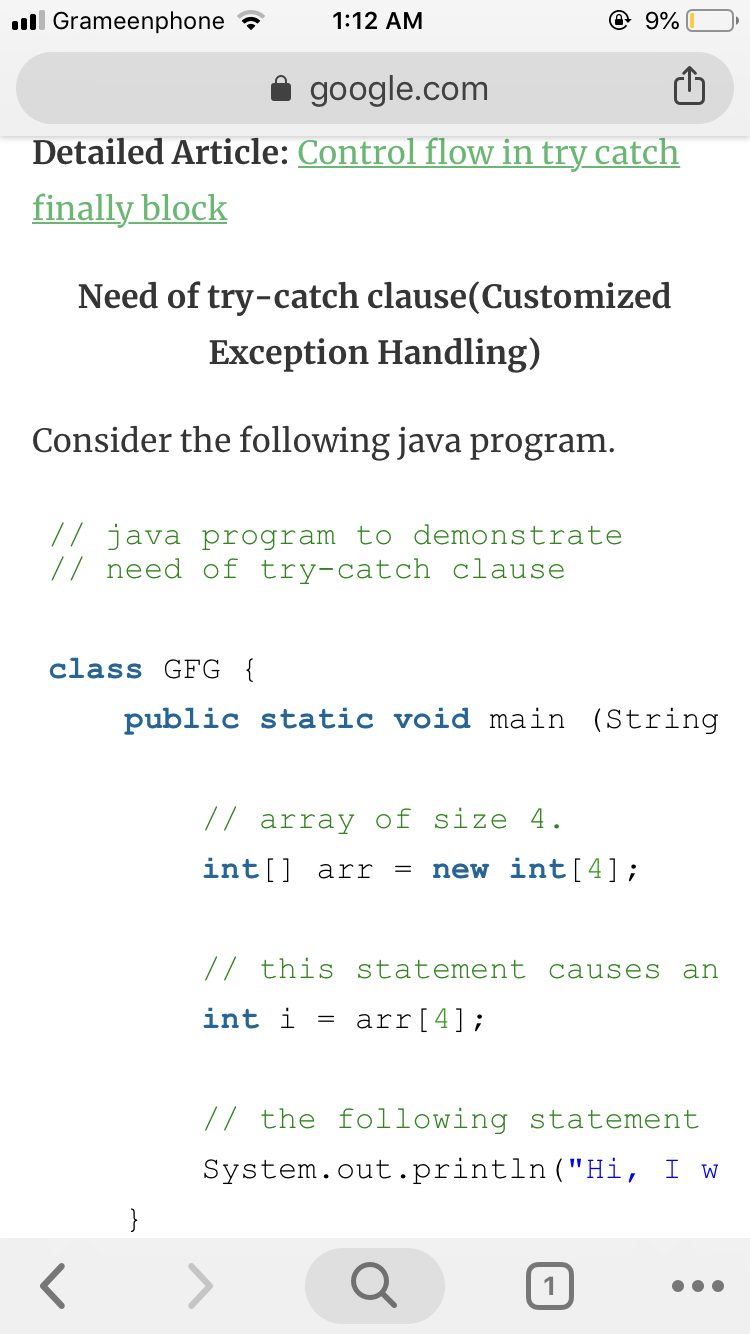 Grameenphone 1:12 AM 9%
google.com
Detailed Article: Control flow in try catch
finally block
Need of try-catch clause(Customized
Exception Handling)
Consider the following java program.
// java program to demonstrate
// need of try-catch clause
class GFG {
public static void main (String
// array of size 4.
int[] arr = new int[4];
// this statement causes an
int i = arr[4];
// the following statement
System.out.println("Hi, I w
}
1